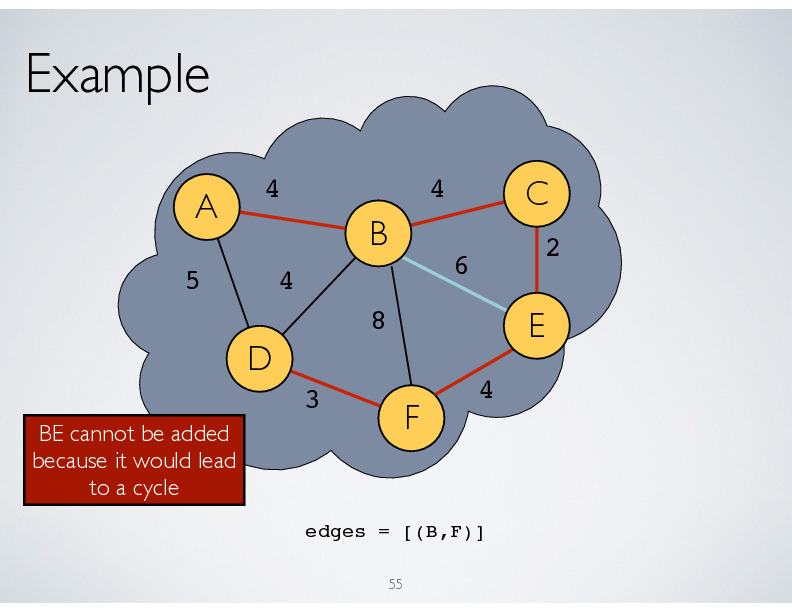 Example
A
4
B
4
C
5
4
6
2
8
E
D
3
F
4
BE cannot be added
because it would lead
to a cycle
edges = [(B,F)]
55